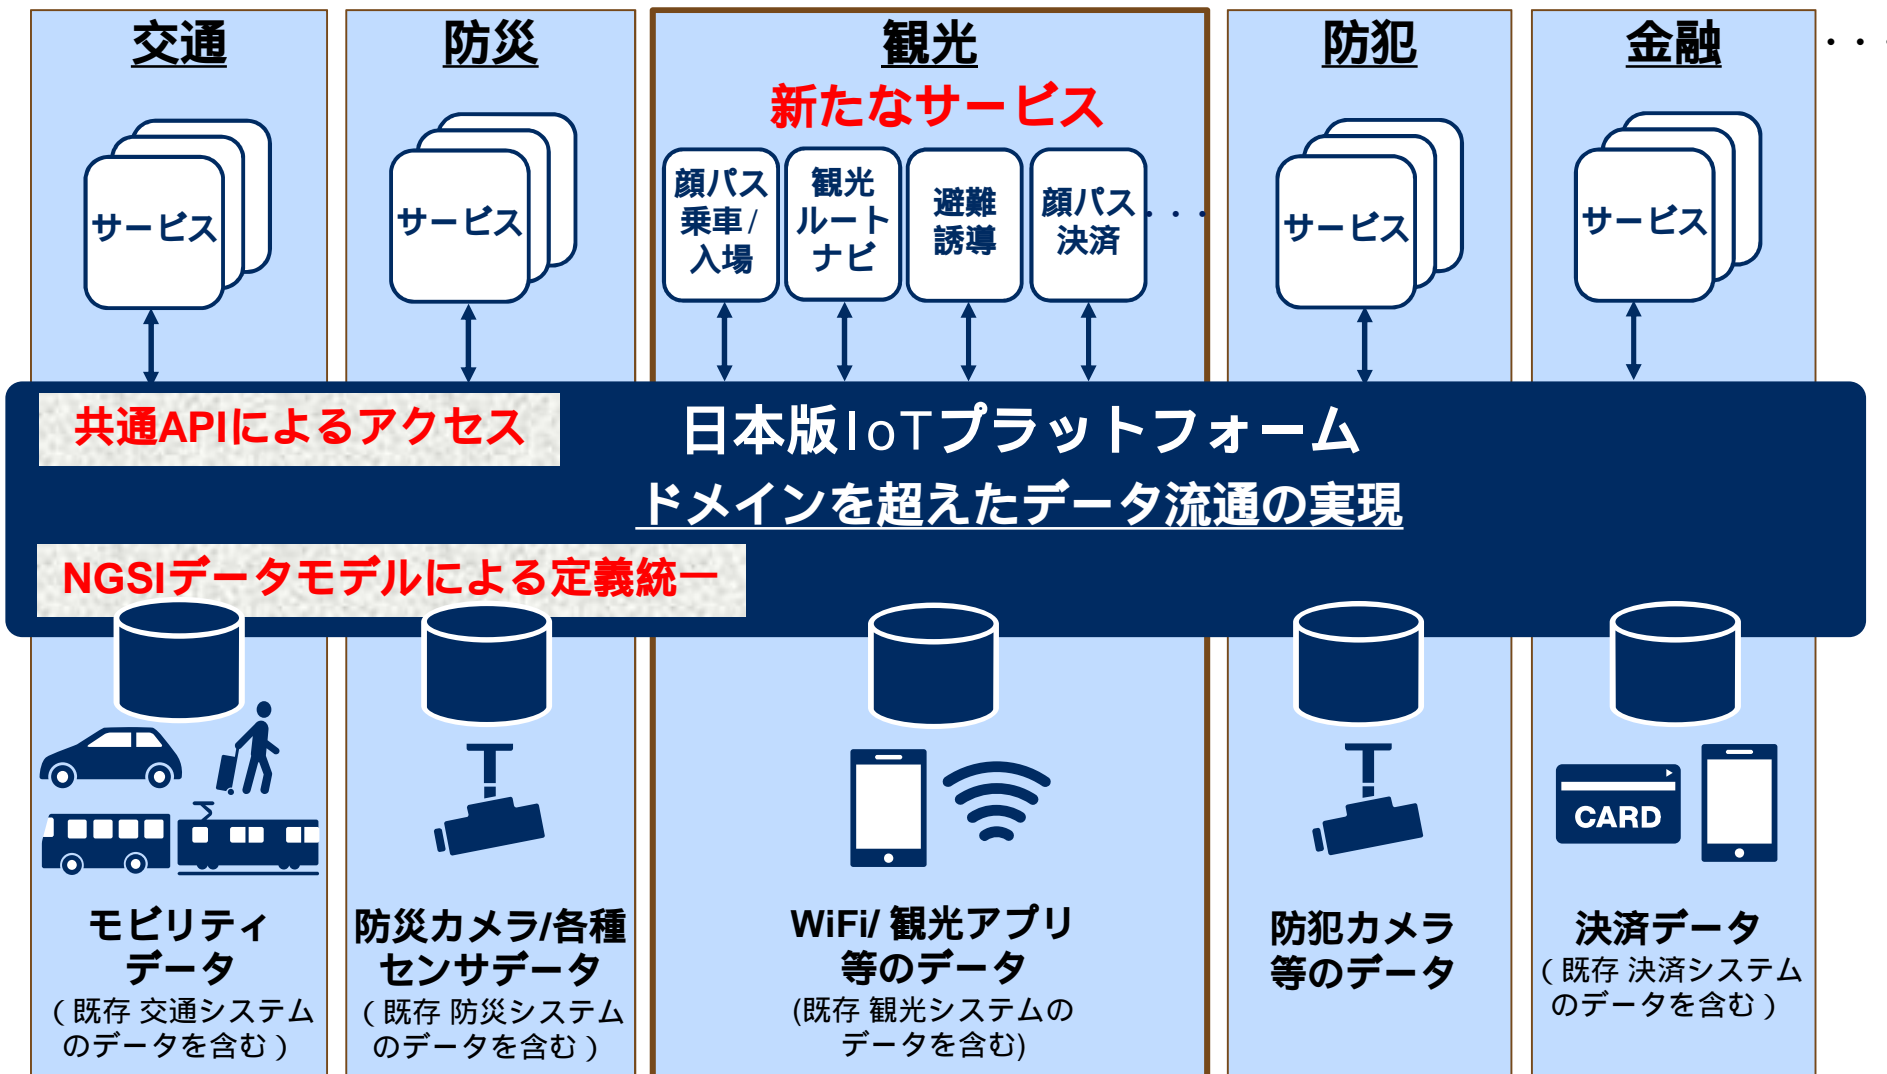 交通
サービス
防災
サービス
観光
新たなサービス
顔パス
乗車/
入場
観光
ルート
ナビ
避難
誘導
顔パス
決済
・・・
防犯
サービス
金融
サービス
・・・
共通APIによるアクセス
日本版IoTプラットフォーム
ドメインを超えたデータ流通の実現
NGSIデータモデルによる定義統一
モビリティ
データ
（既存 交通システム
のデータを含む）
防災カメラ/各種
センサデータ
（既存 防災システム
のデータを含む）
WiFi/ 観光アプリ
等のデータ
(既存 観光システムの
データを含む)
防犯カメラ
等のデータ
CARD
決済データ
（既存 決済システム
のデータを含む）